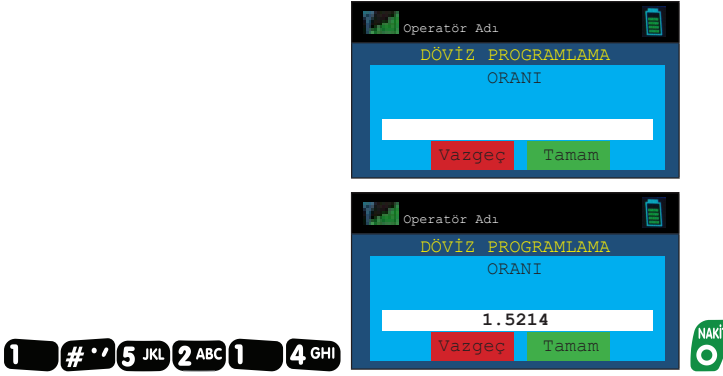 Operatör Adı
DÖVİZ PROGRAMLAMA
ORANI
Vazgeç Tamam
Operatör Adı
DÖVİZ PROGRAMLAMA
ORANI
1.5214
Vazgeç Tamam
1 #·′ 5 JKL 2 ABC 1 4 GHI
NAKİT